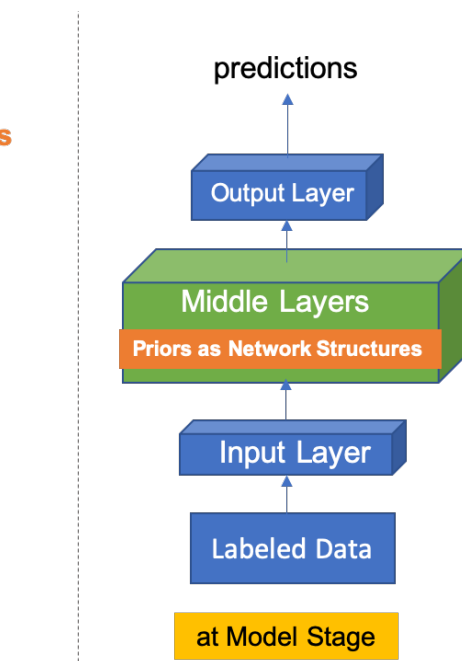 predictions
Output Layer
Middle Layers
Priors as Network Structures
Input Layer
Labeled Data
at Model Stage